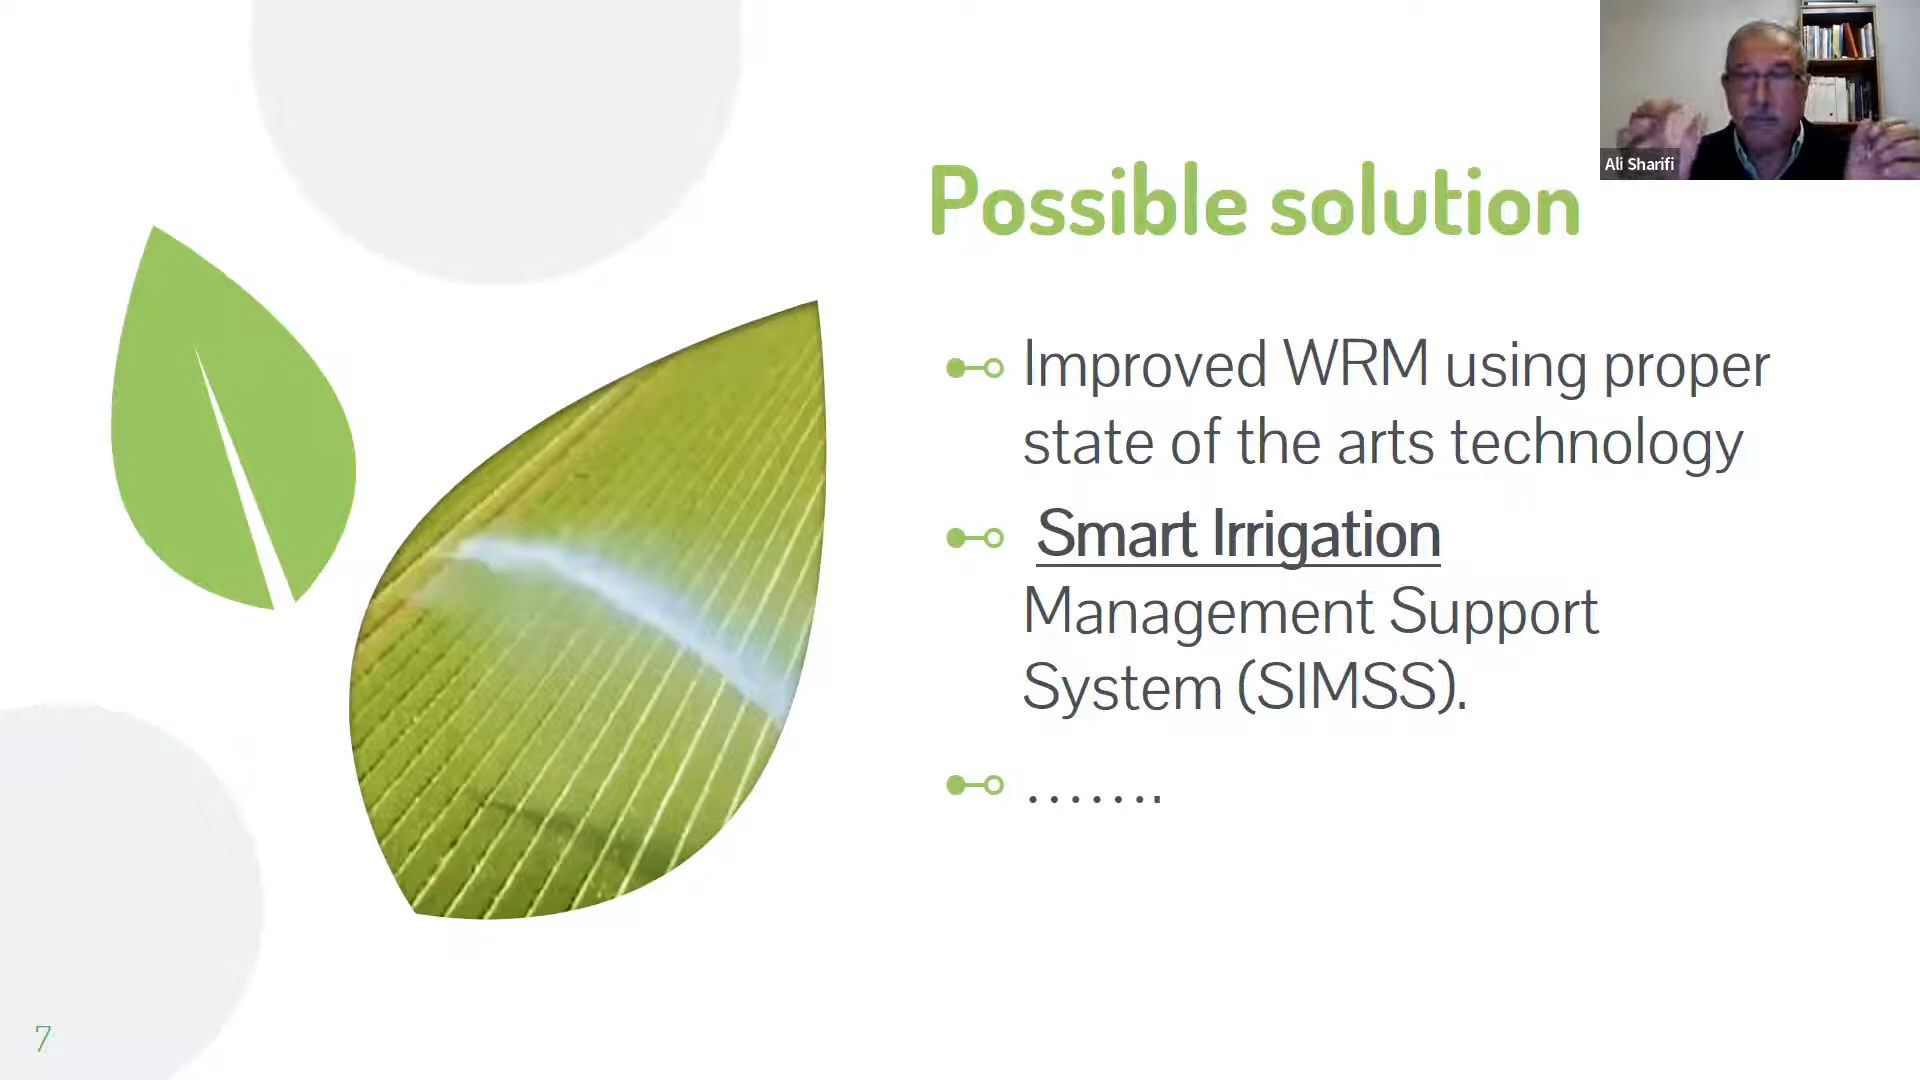 Ali Sharifi
Possible solution
Improved WRM using proper
state of the arts technology
Smart Irrigation
Management Support
System (SIMSS).
.......
7